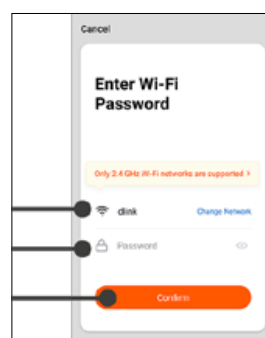 Cancel
Enter Wi-Fi
Password
Only 2.4 GHz Wi-Fi networks are supported >
dlink Change Network
Password
Confirm